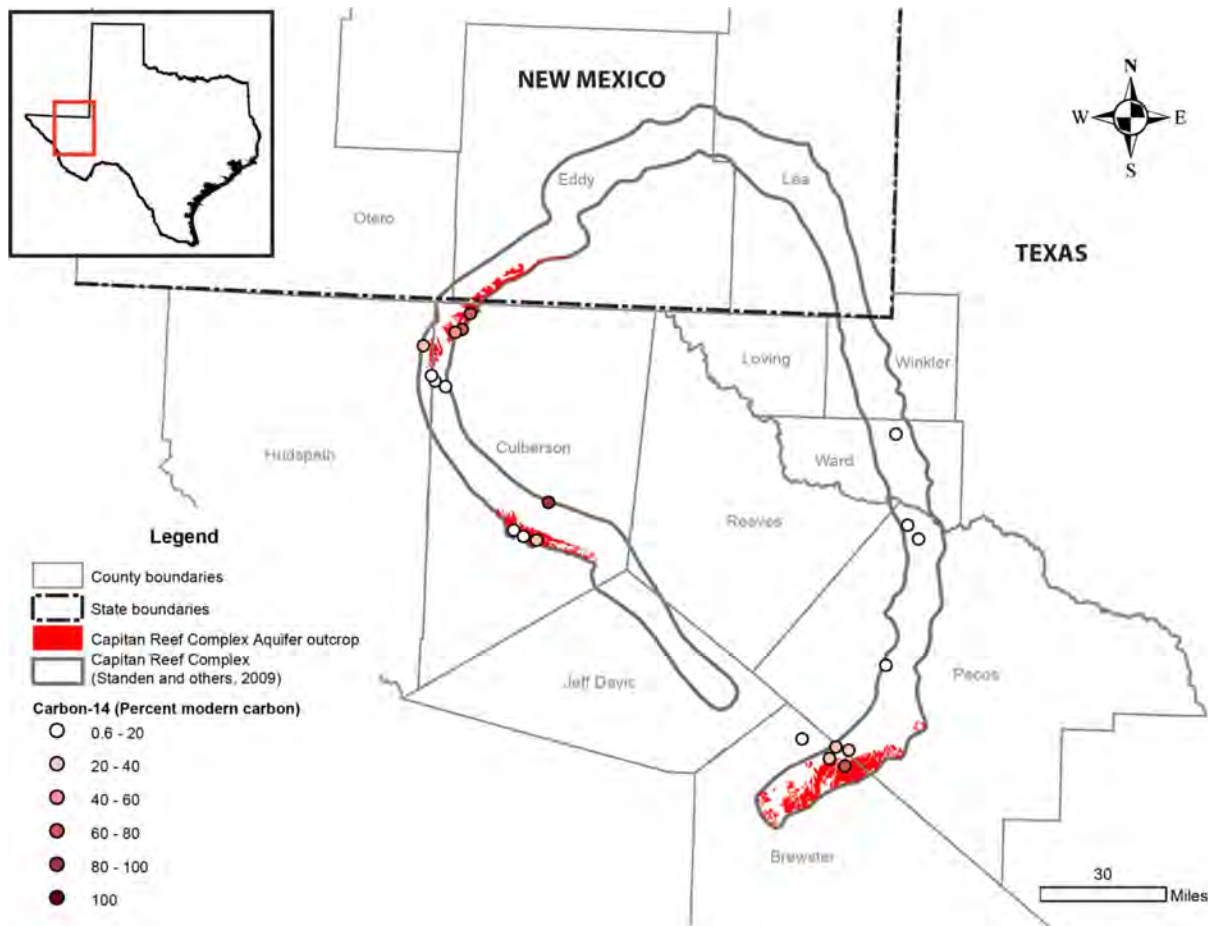 NEW MEXICO
N
W
E
S
Eddy
Lea
Otero
TEXAS
Loving
Winkler
Hudspeth
Culberson
Ward
Reeves
Legend
County boundaries
State boundaries
Capitan Reef Complex Aquifer outcrop
Capitan Reef Complex
(Standen and others, 2009)
Jeff Davis
Pecos
Carbon-14 (Percent modern carbon)
0.6 - 20
20 - 40
40 - 60
60 - 80
80 - 100
100
Brewster
30
Miles